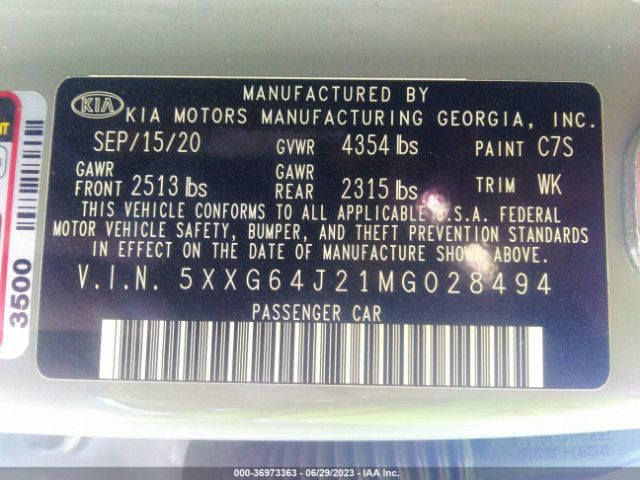 MANUFACTURED BY
KIA KIA MOTORS MANUFACTURING GEORGIA, INC.
SEP/15/20 GVWR 4354 lbs PAINT C7S
GAWR FRONT 2513 lbs GAWR REAR 2315 lbs TRIM WK
THIS VEHICLE CONFORMS TO ALL APPLICABLE U.S.A. FEDERAL
MOTOR VEHICLE SAFETY, BUMPER, AND THEFT PREVENTION STANDARDS
IN EFFECT ON THE DATE OF MANUFACTURE SHOWN ABOVE.
V.I.N. 5XXG64J21MG028494
PASSENGER CAR
3500
000-36973363 | 06/29/2023 - IAA Inc.